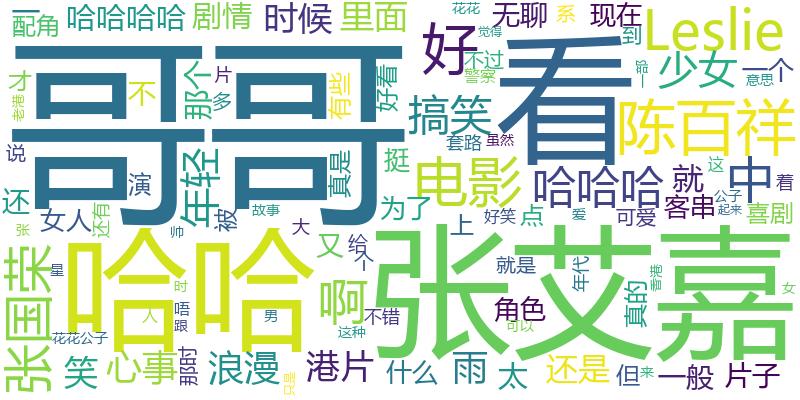 哈哈哈哈 剧情 时候 里面
配角 那个 好 无聊 系 现在
花花 觉得 到 Leslie
哥哥 看
才 片 不 多 有些 好看
不过 警察 少女 一个
老港 一部 意思
搞笑 陈百祥
说 演 年轻 真是 挺 套路 虽然
电影 哈哈哈 就 中 这 着
还 女人 还有 被 故事 为了
客串 公子 喜剧
张 帅 大 上 好笑 点 爱 可爱 起来
张国荣 哈哈 又 给 个 啊
张艾嘉
星 时 就是 年代 音港 女
唔 跟 人 男 不错 角色 真的
花花公子 这种 可以
笑 心事 那时 浪漫 港片 什么 雨 太 还是 但 来 一般 片子
只是